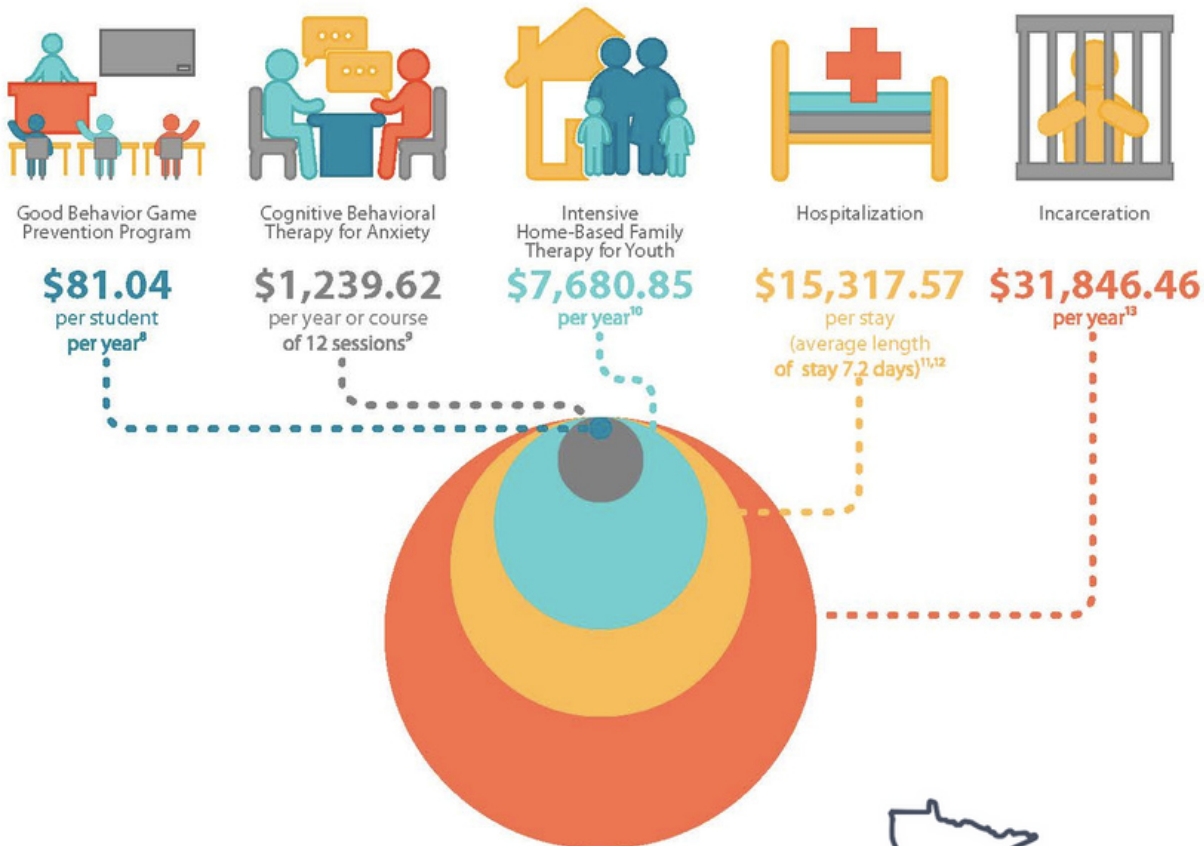 Good Behavior Game
Prevention Program
$81.04
per student
per year⁸
Cognitive Behavioral
Therapy for Anxiety
$1,239.62
per year or course
of 12 sessions⁹
Intensive
Home-Based Family
Therapy for Youth
$7,680.85
per year¹⁰
Hospitalization
$15,317.57
per stay
(average length
of stay 7.2 days)¹¹,¹²
Incarceration
$31,846.46
per year¹³